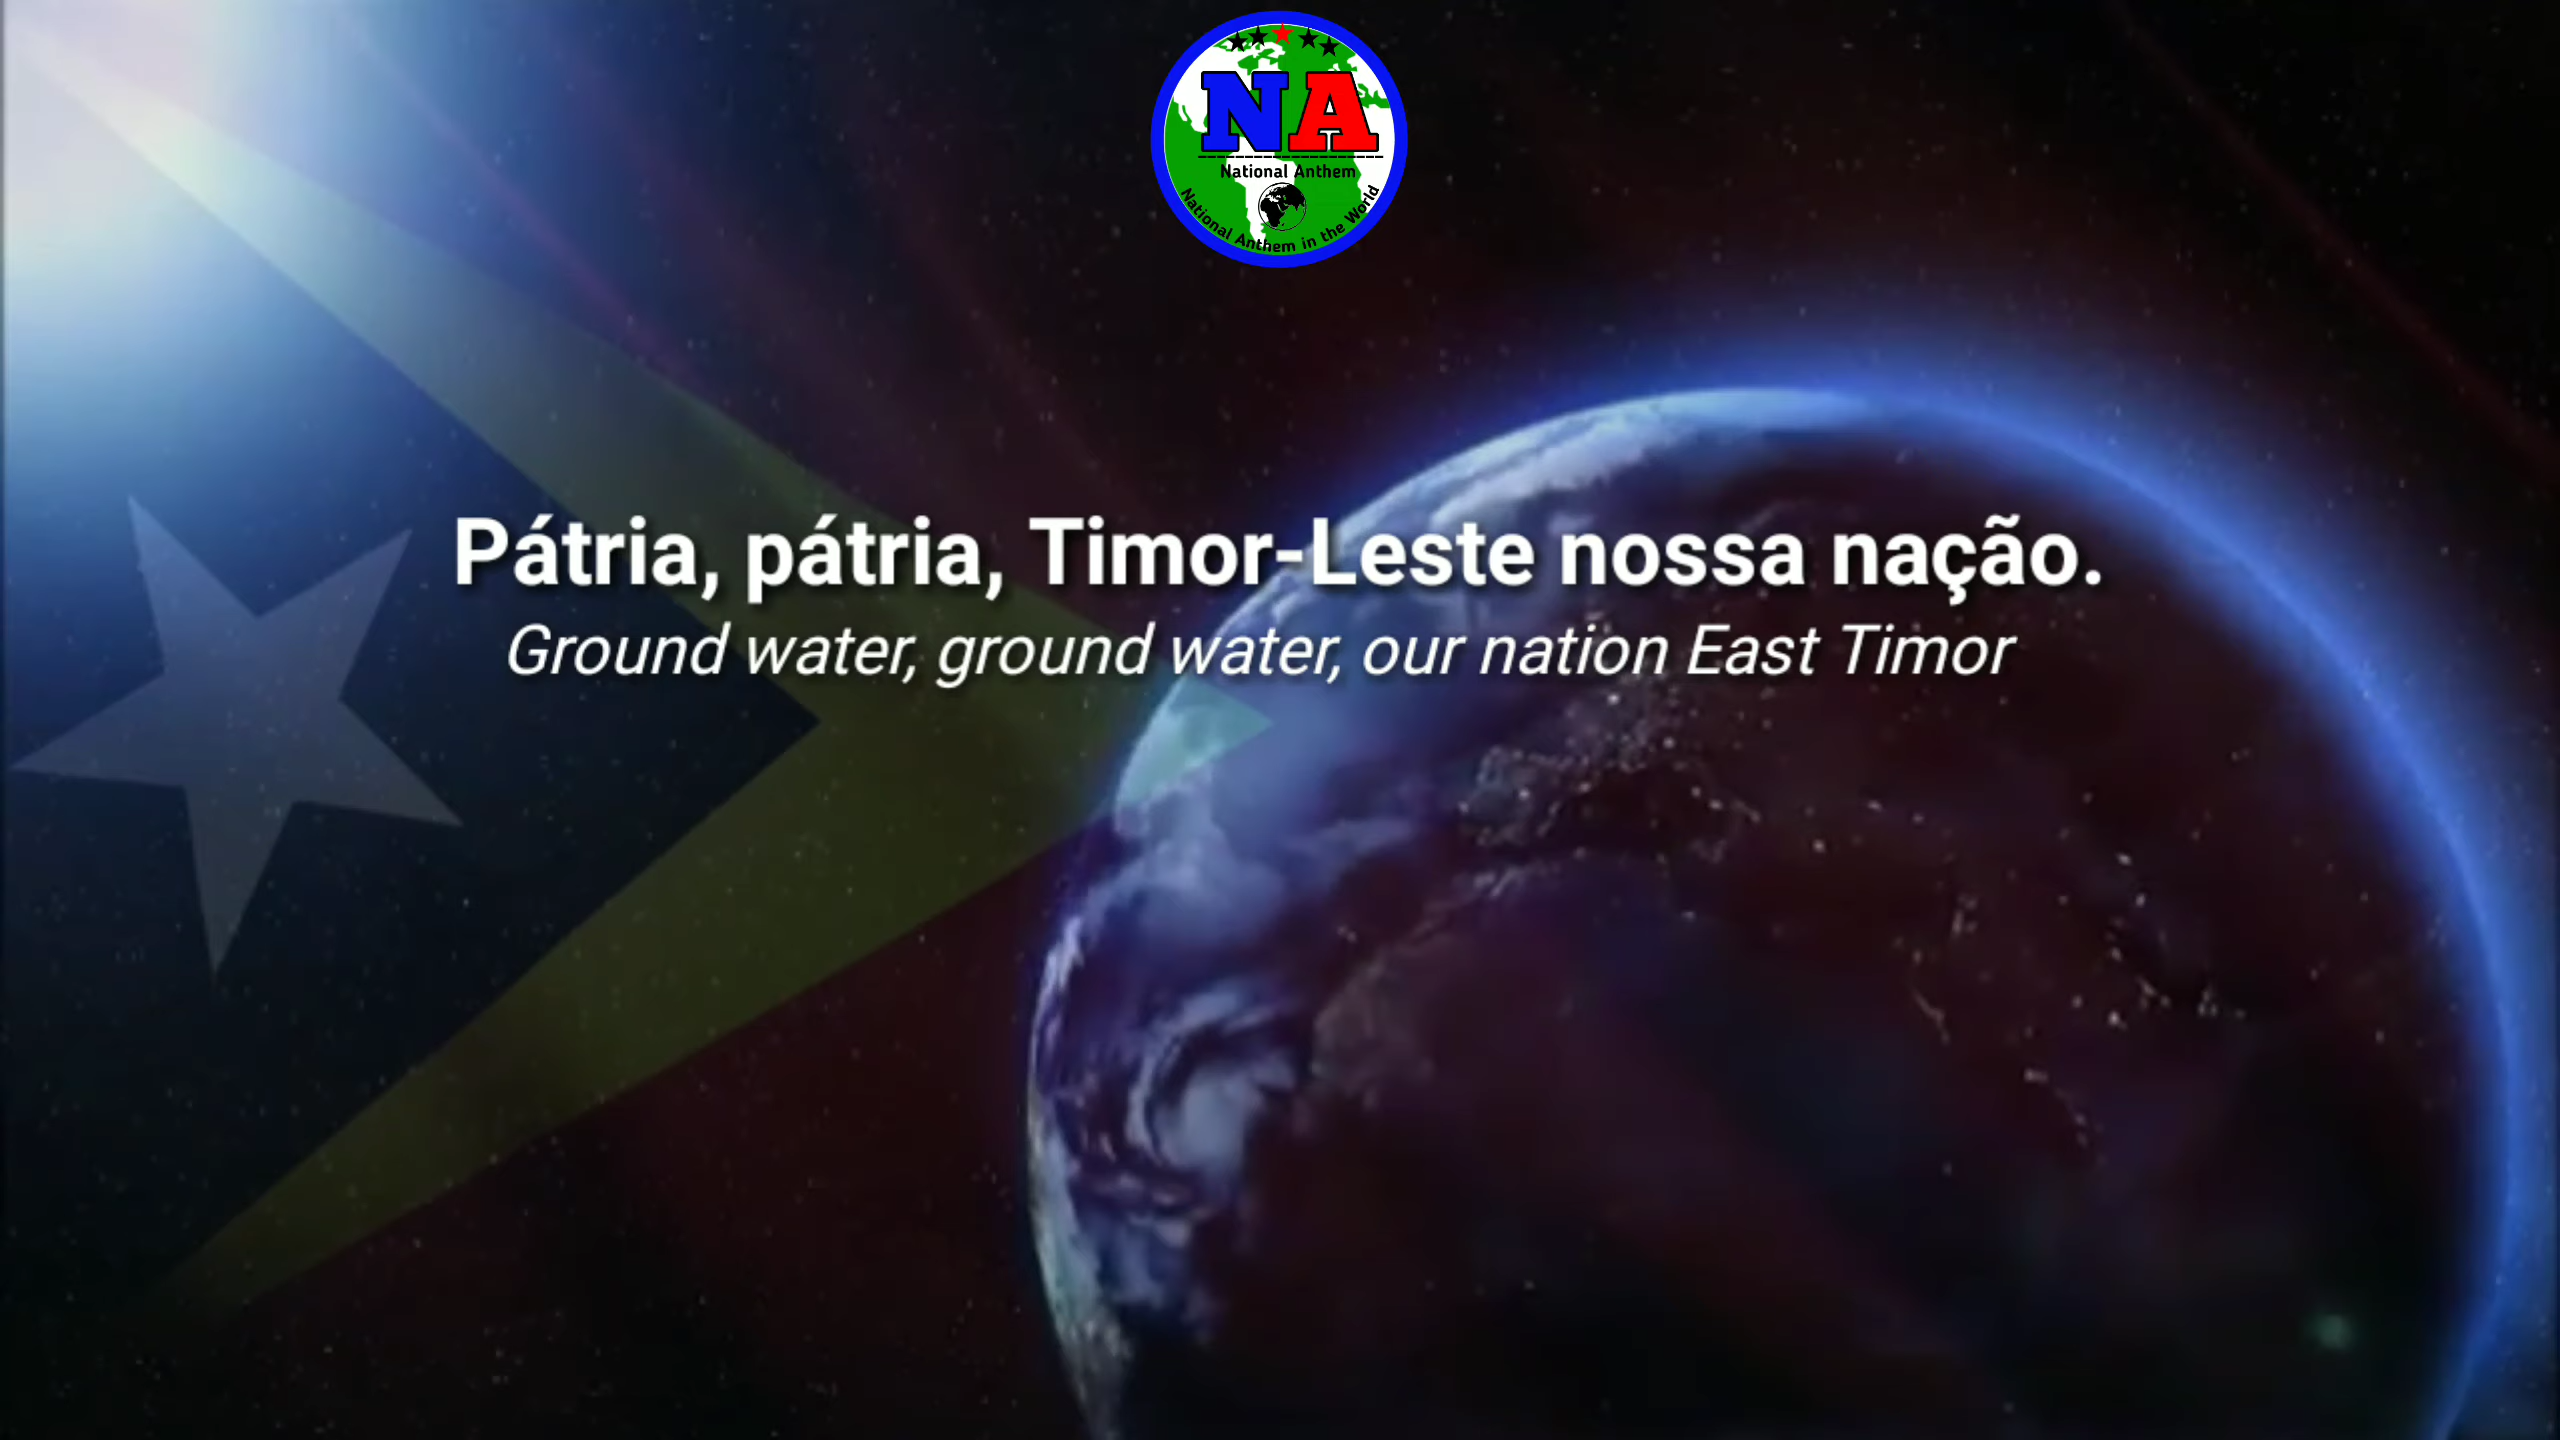 NA
National Anthem
National Anthem in the World
Pátria, pátria, Timor-Leste nossa nação.
Ground water, ground water, our nation East Timor